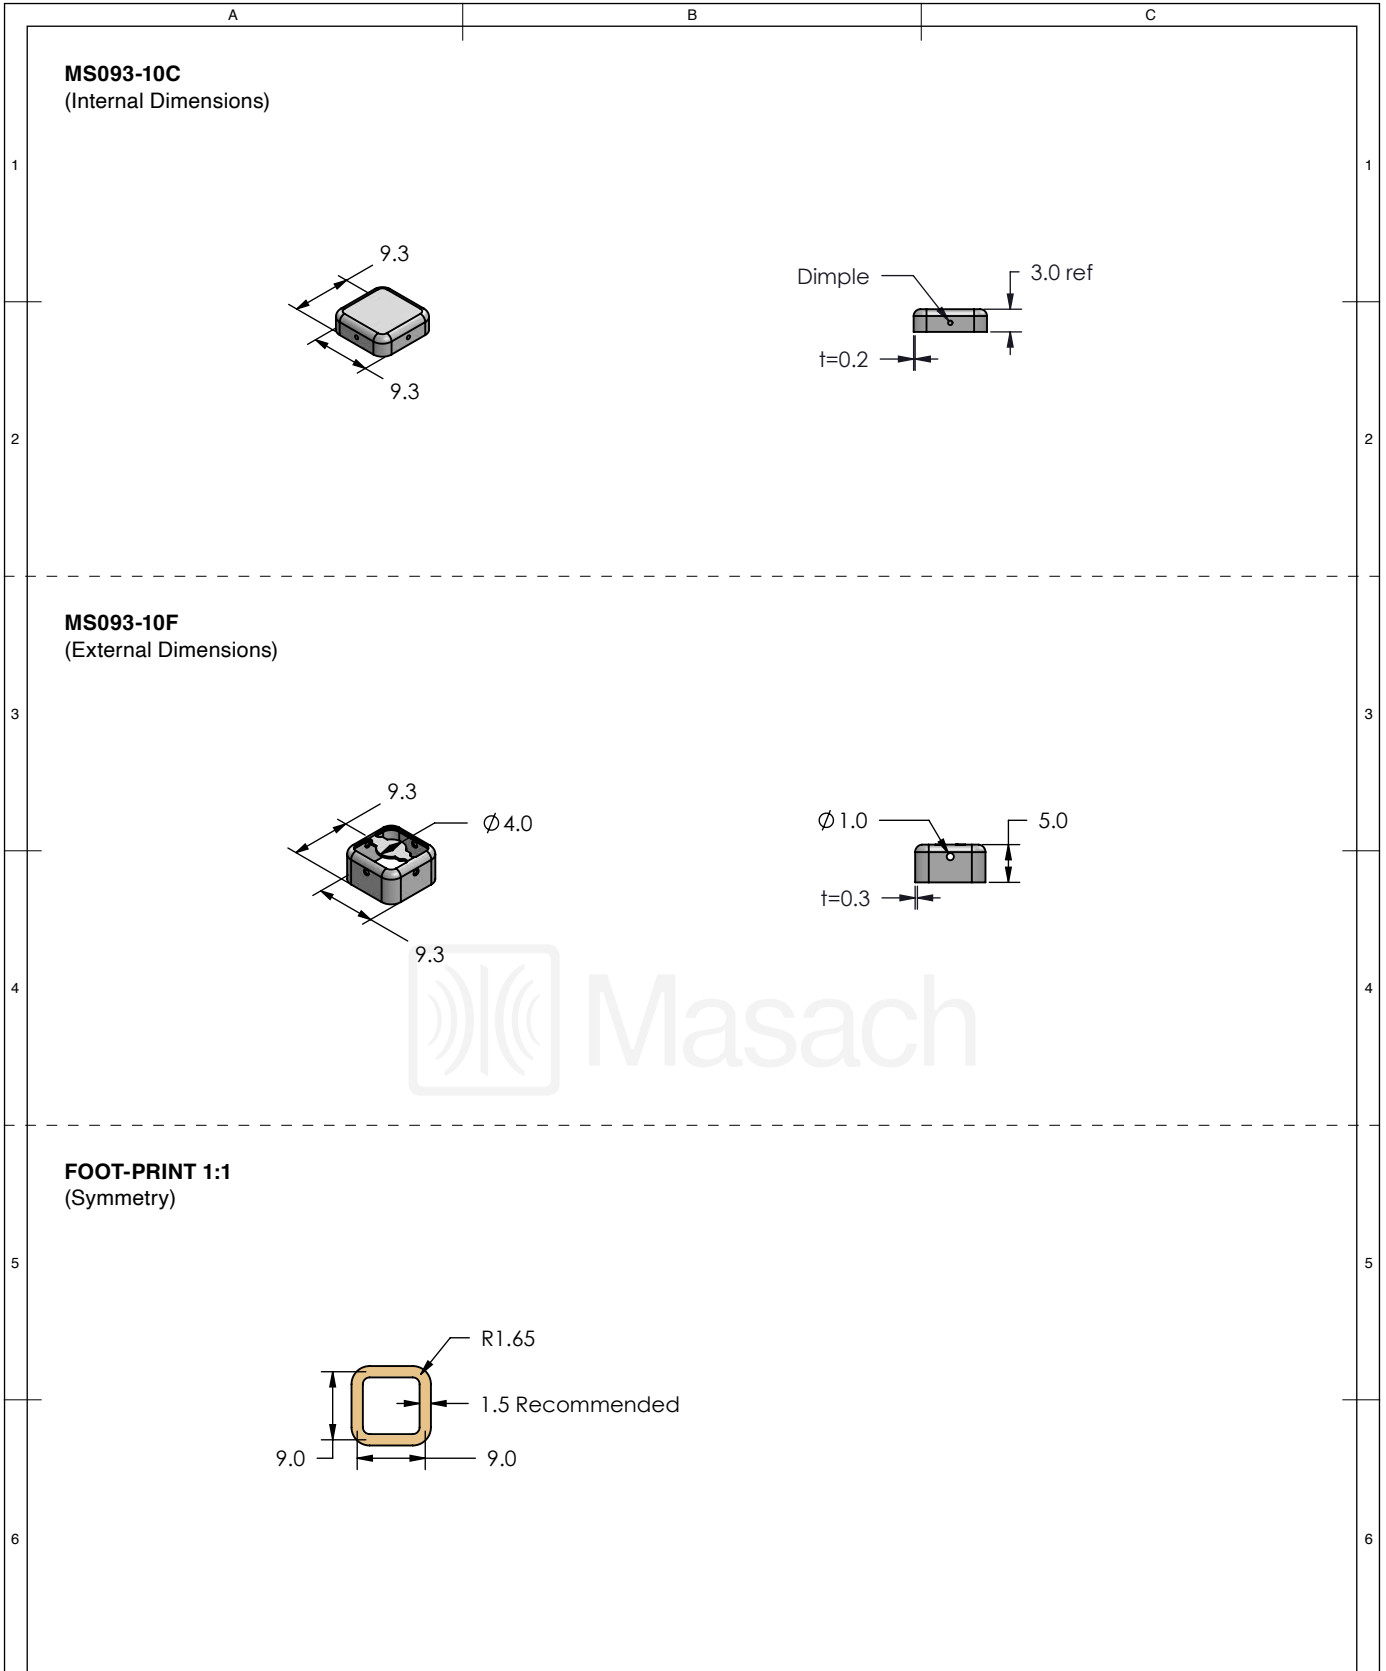 A B C
MS093-10C
(Internal Dimensions)
1 1
9.3
Dimple 3.0 ref
t=0.2
9.3
2 2
MS093-10F
(External Dimensions)
3 3
9.3
Ø4.0
Ø1.0 5.0
t=0.3
9.3
4 4
Masach
FOOT-PRINT 1:1
(Symmetry)
5 5
R1.65
1.5 Recommended
9.0 9.0
6 6